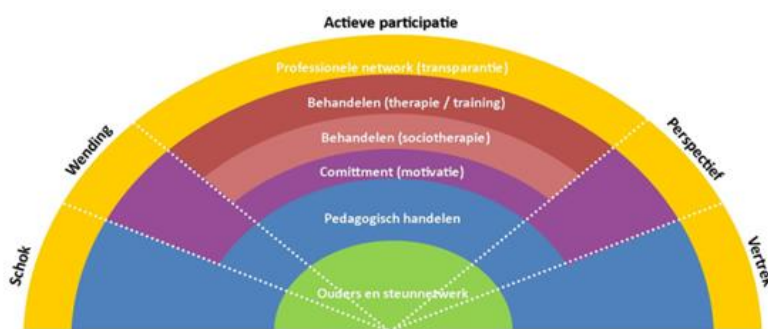 Actieve participatie
Professionele network (transparantie)
Behandelen (therapie / training)
Behandelen (sociotherapie)
Comittment (motivatie)
Pedagogisch handelen
Ouders en steunnetwerk
Schok
Wending
Perspectief
Vertrek